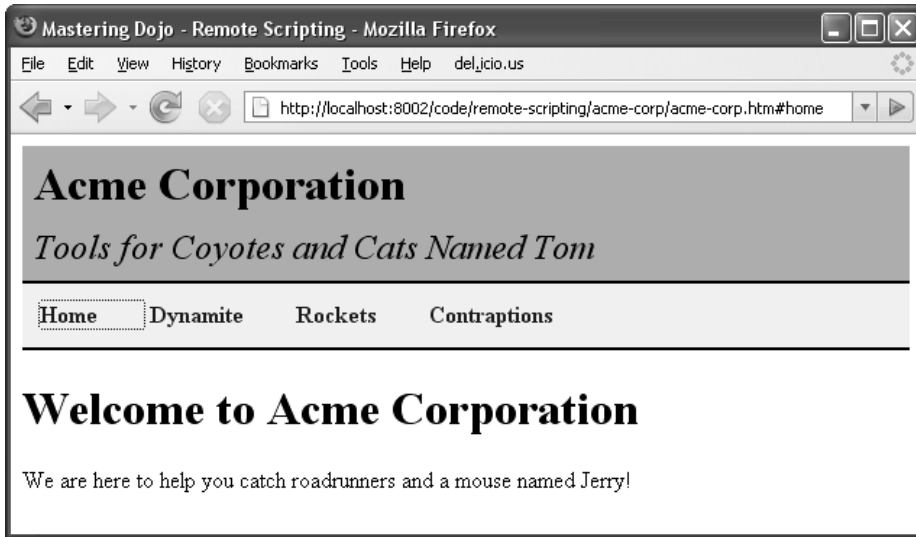 Mastering Dojo - Remote Scripting - Mozilla Firefox
File Edit View History Bookmarks Tools Help del.icio.us
http://localhost:8002/code/remote-scripting/acme-corp/acme-corp.htm#home
Acme Corporation
Tools for Coyotes and Cats Named Tom
Home Dynamite Rockets Contraptions
Welcome to Acme Corporation
We are here to help you catch roadrunners and a mouse named Jerry!